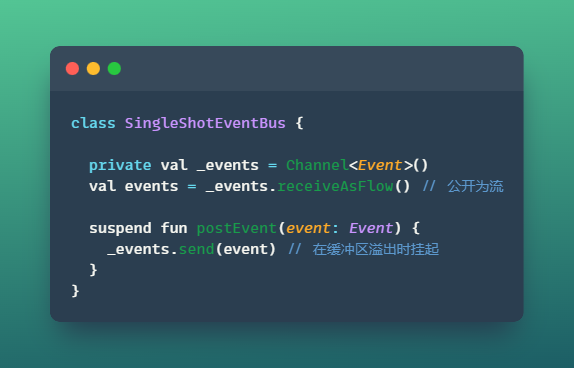 class SingleShotEventBus {
private val _events = Channel<Event>()
val events = _events.receiveAsFlow() // 公开为流
suspend fun postEvent(event: Event) {
_events.send(event) // 在缓冲区溢出时挂起
}
}